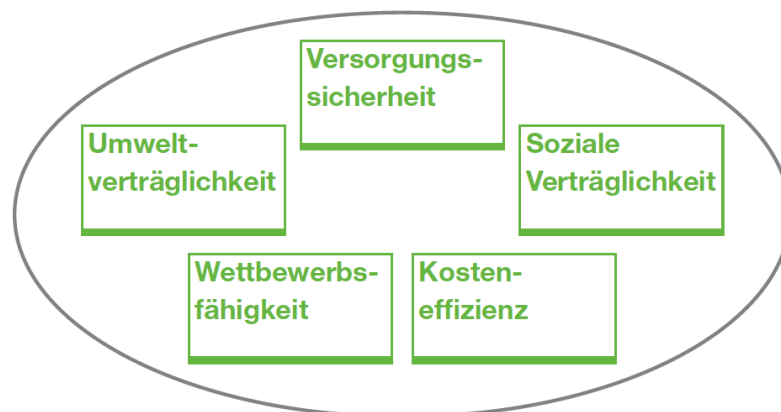 Versorgungs-
sicherheit
Umwelt-
verträglichkeit
Soziale
Verträglichkeit
Wettbewerbs-
fähigkeit
Kosten-
effizienz